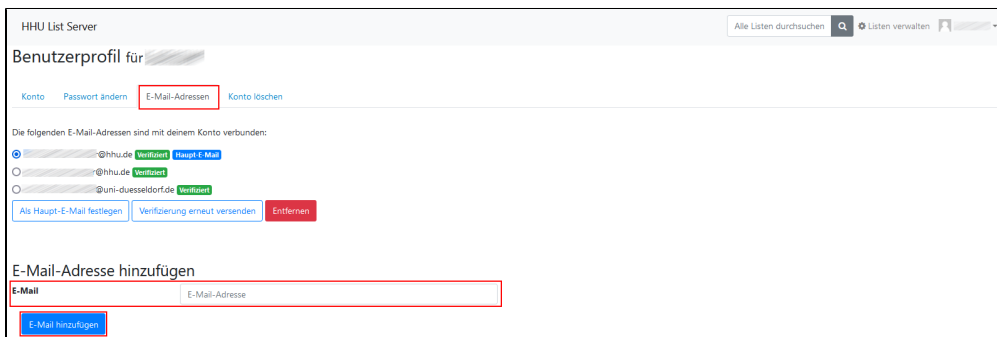 HHU List Server
Alle Listen durchsuchen
Listen verwalten
Benutzerprofil für
Konto
Passwort ändern
E-Mail-Adressen
Konto löschen
Die folgenden E-Mail-Adressen sind mit deinem Konto verbunden:
r@hhu.de Verifiziert Haupt-E-Mail
r@hhu.de Verifiziert
@uni-duesseldorf.de Verifiziert
Als Haupt-E-Mail festlegen
Verifizierung erneut versenden
Entfernen
E-Mail-Adresse hinzufügen
E-Mail
E-Mail-Adresse
E-Mail hinzufügen